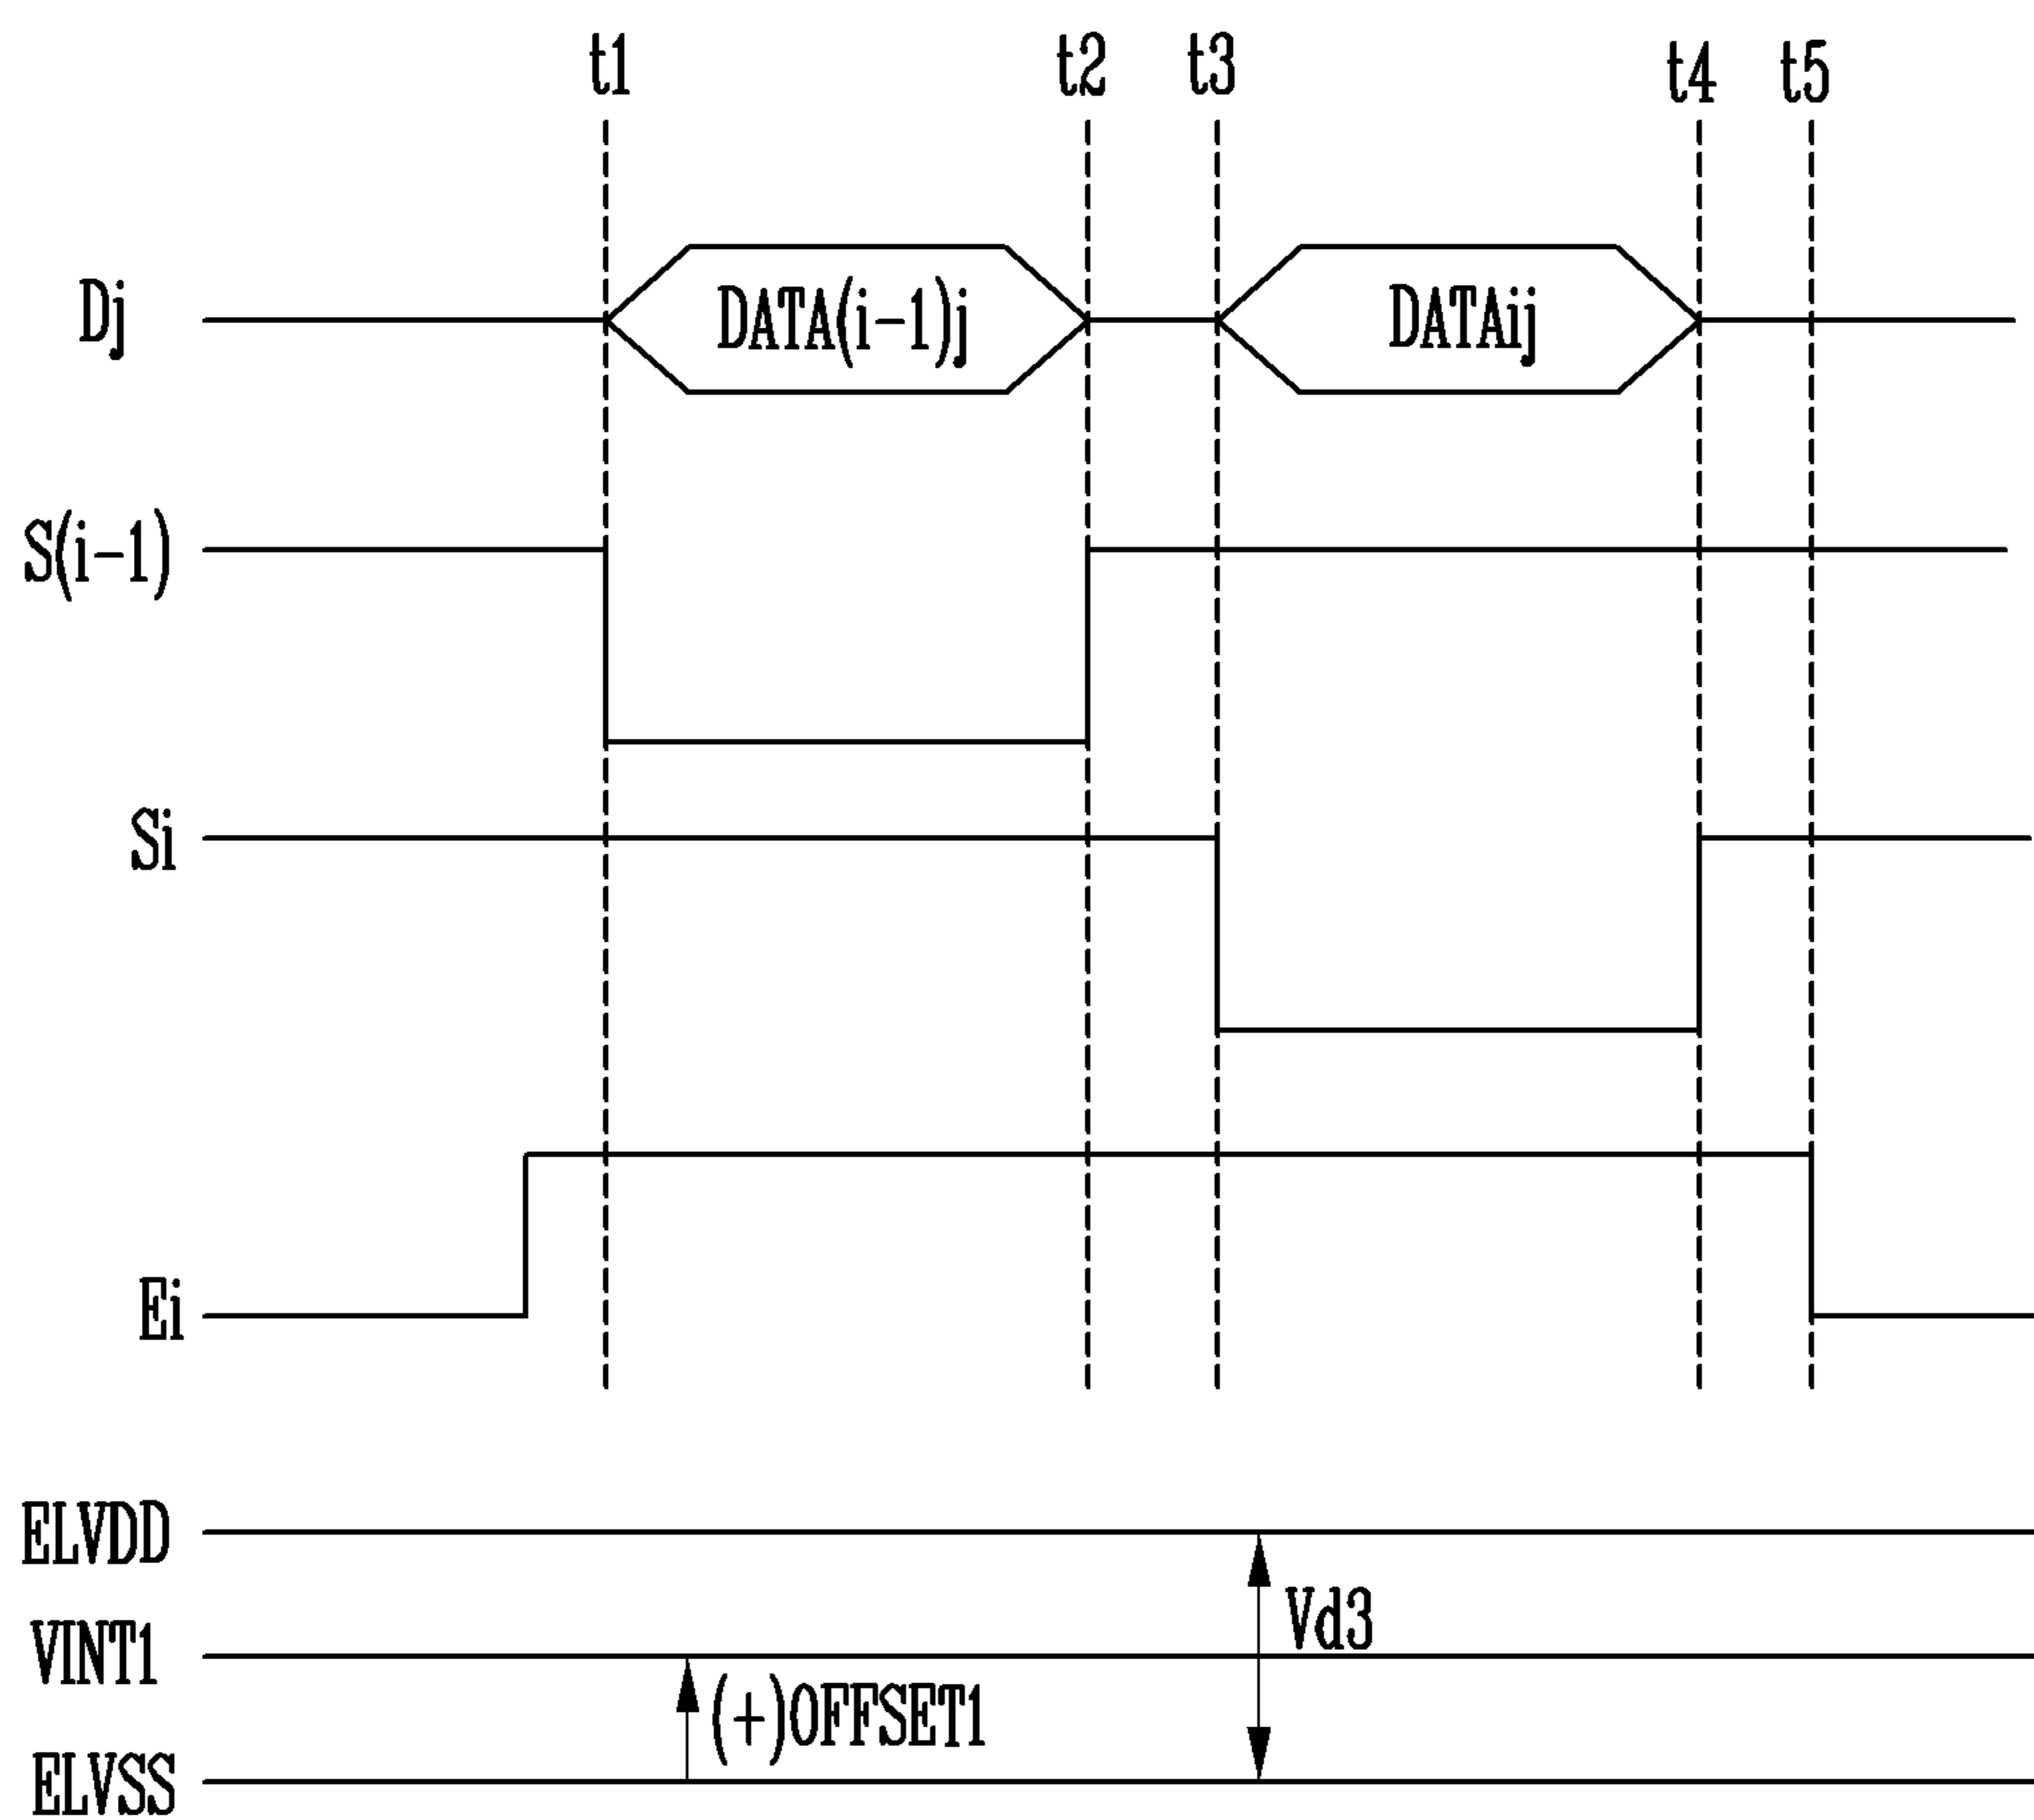 t1 t2 t3 t4 t5
Dj DATA(i-1)j DATAij
S(i-1)
Si
Ei
ELVDD
Vd3
VINT1
(+)OFFSET1
ELVSS